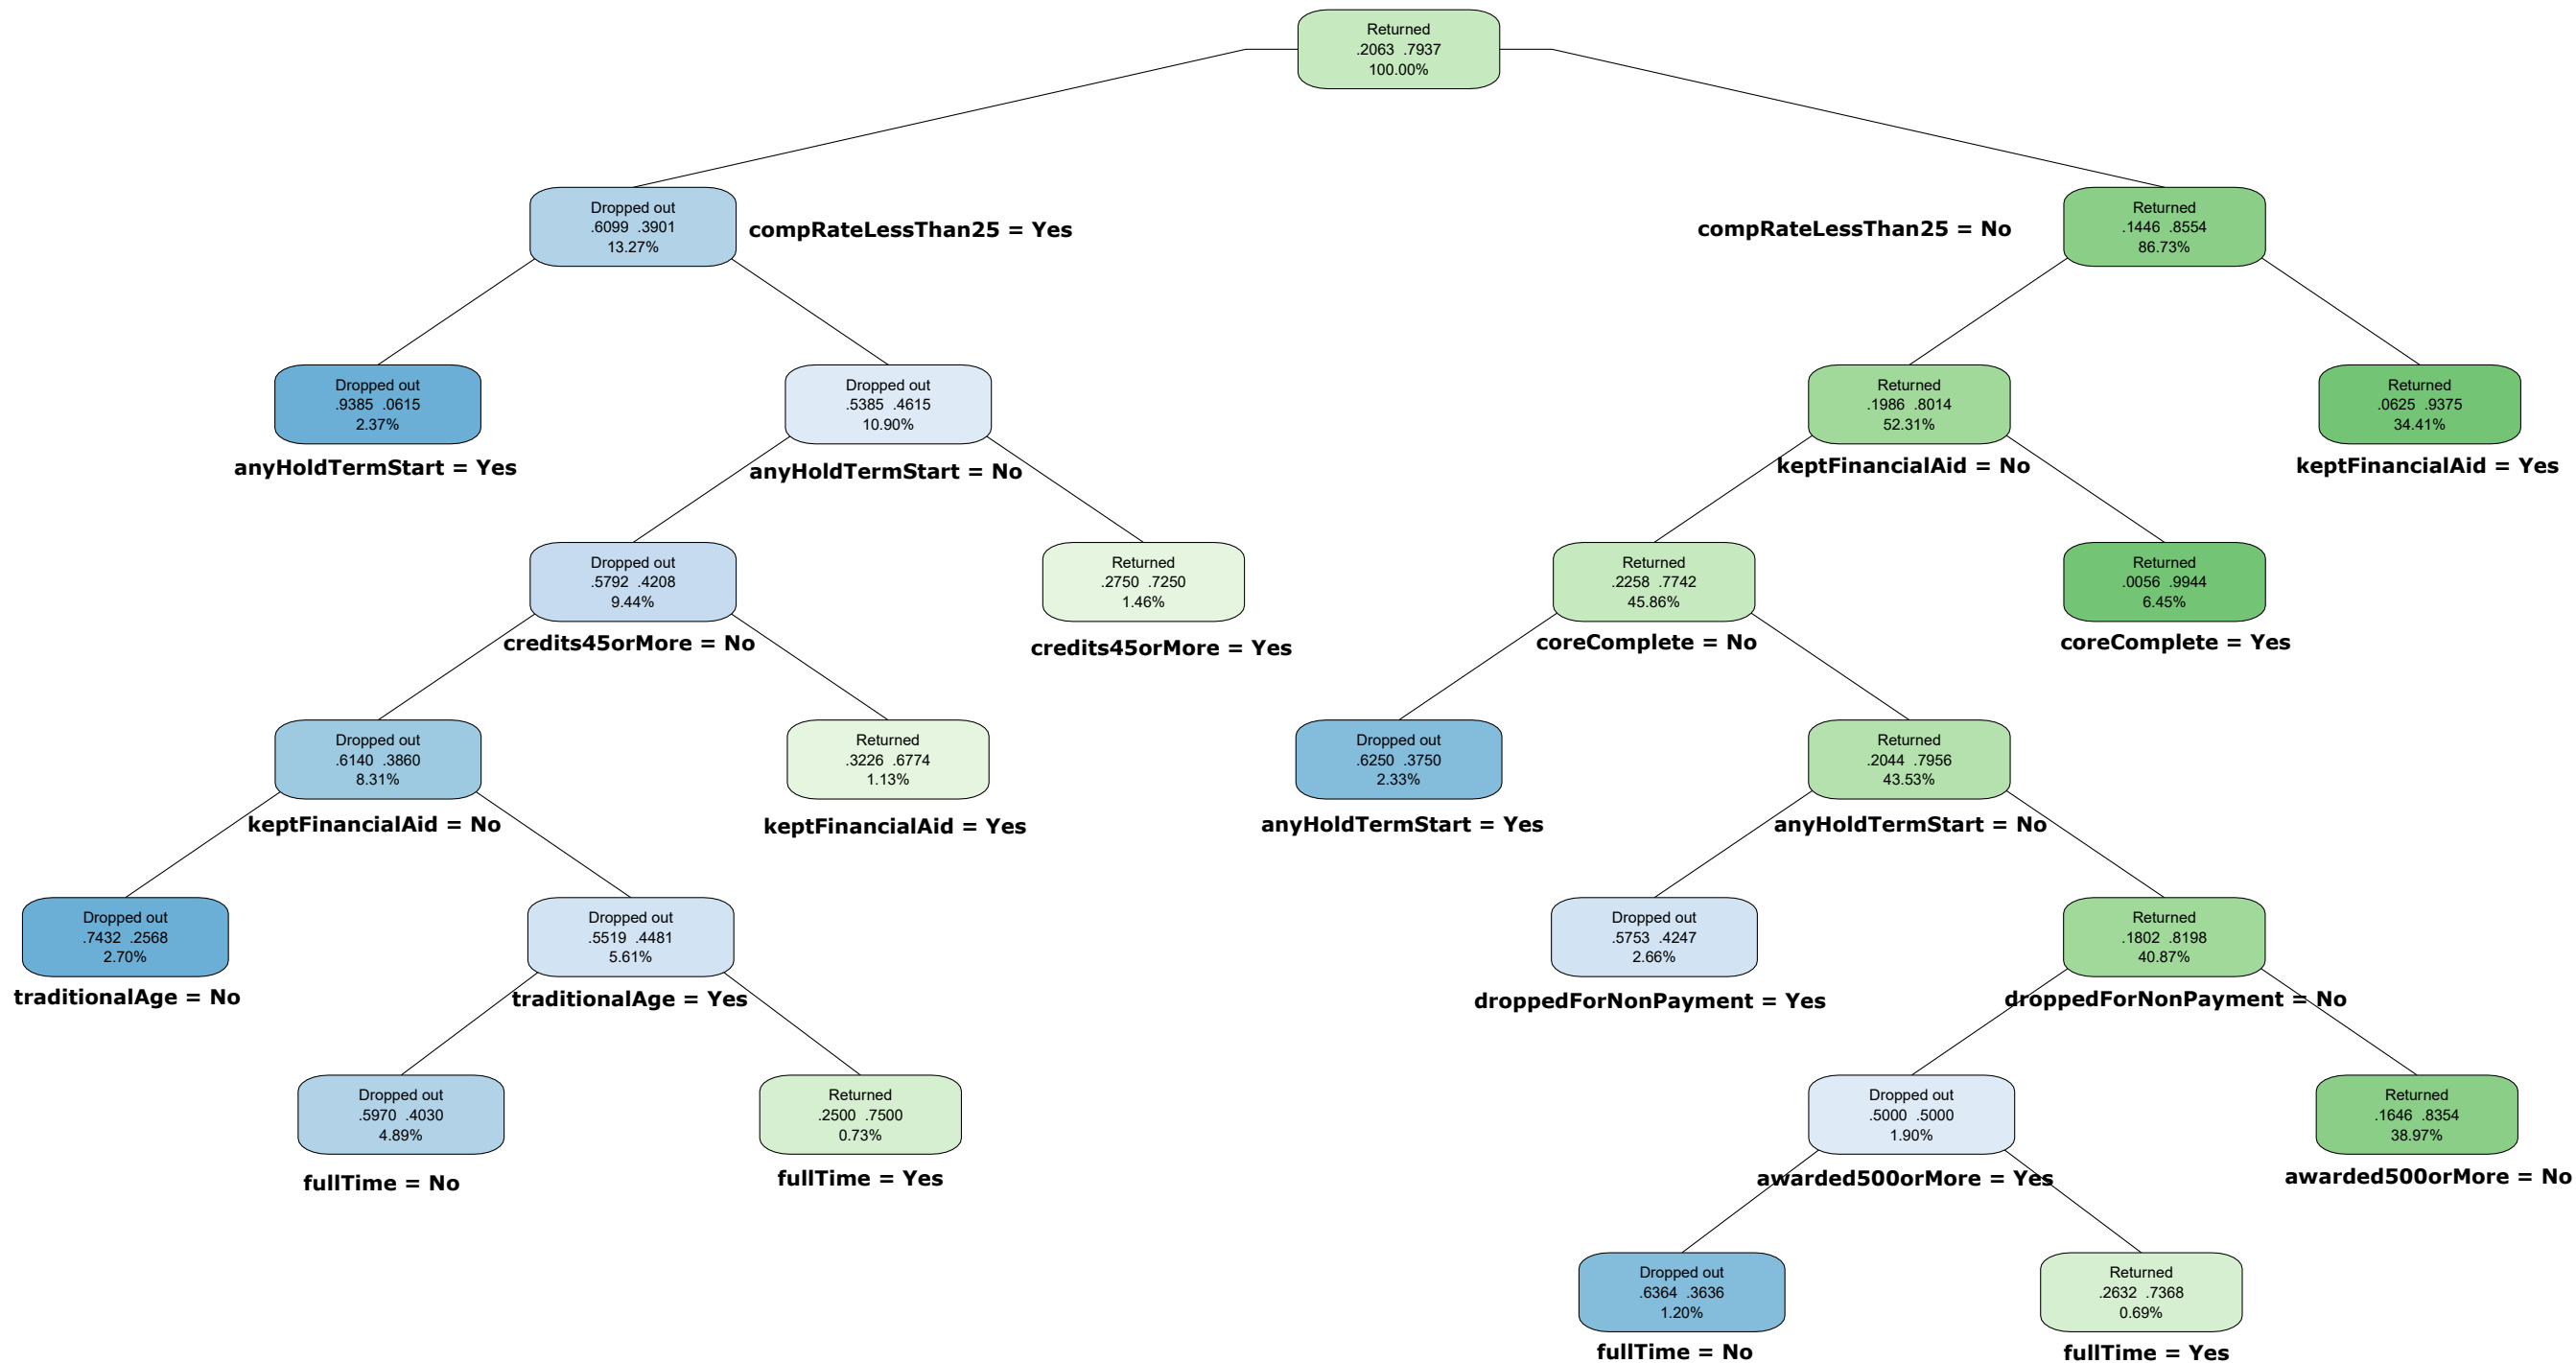 Returned
.2063 .7937
100.00%
Dropped out
.6099 .3901
13.27%
compRateLessThan25 = Yes
compRateLessThan25 = No
Returned
.1446 .8554
86.73%
Dropped out
.9385 .0615
2.37%
anyHoldTermStart = Yes
Dropped out
.5385 .4615
10.90%
anyHoldTermStart = No
Returned
.1986 .8014
52.31%
keptFinancialAid = No
Returned
.0625 .9375
34.41%
keptFinancialAid = Yes
Dropped out
.5792 .4208
9.44%
credits45orMore = No
Returned
.2750 .7250
1.46%
credits45orMore = Yes
Returned
.2258 .7742
45.86%
coreComplete = No
Returned
.0056 .9944
6.45%
coreComplete = Yes
Dropped out
.6140 .3860
8.31%
keptFinancialAid = No
Returned
.3226 .6774
1.13%
keptFinancialAid = Yes
Dropped out
.6250 .3750
2.33%
anyHoldTermStart = Yes
Returned
.2044 .7956
43.53%
anyHoldTermStart = No
Dropped out
.7432 .2568
2.70%
traditionalAge = No
Dropped out
.5519 .4481
5.61%
traditionalAge = Yes
Dropped out
.5753 .4247
2.66%
droppedForNonPayment = Yes
Returned
.1802 .8198
40.87%
droppedForNonPayment = No
Dropped out
.5970 .4030
4.89%
fullTime = No
Returned
.2500 .7500
0.73%
fullTime = Yes
Dropped out
.5000 .5000
1.90%
awarded500orMore = Yes
Returned
.1646 .8354
38.97%
awarded500orMore = No
Dropped out
.6364 .3636
1.20%
fullTime = No
Returned
.2632 .7368
0.69%
fullTime = Yes